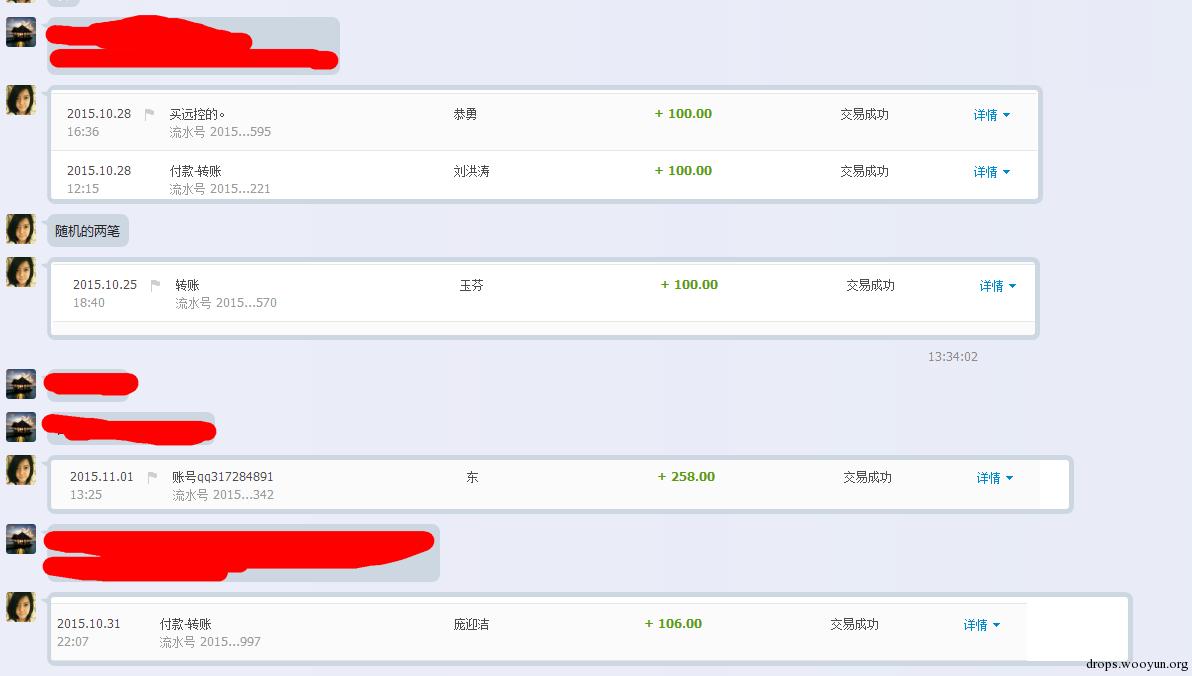 2015.10.28 买远控的。 恭勇 + 100.00 交易成功 详情
16:36 流水号 2015...595
2015.10.28 付款-转账 刘洪涛 + 100.00 交易成功 详情
12:15 流水号 2015...221
随机的两笔
2015.10.25 转账 玉芬 + 100.00 交易成功 详情
18:40 流水号 2015...570
13:34:02
2015.11.01 账号qq317284891 东 + 258.00 交易成功 详情
13:25 流水号 2015...342
2015.10.31 付款-转账 庞迎洁 + 106.00 交易成功 详情
22:07 流水号 2015...997
drops.wooyun.org